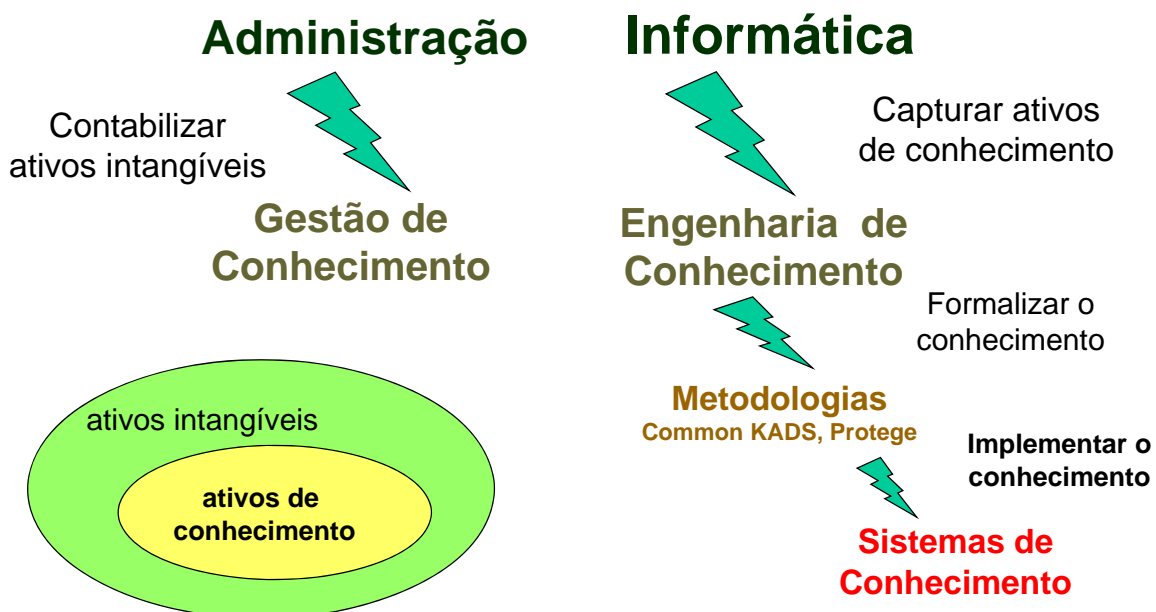 Administração
Contabilizar
ativos intangíveis
Gestão de
Conhecimento
ativos intangíveis
ativos de
conhecimento
Informática
Capturar ativos
de conhecimento
Engenharia de
Conhecimento
Formalizar o
conhecimento
Metodologias
Common KADS, Protege
Implementar o
conhecimento
Sistemas de
Conhecimento